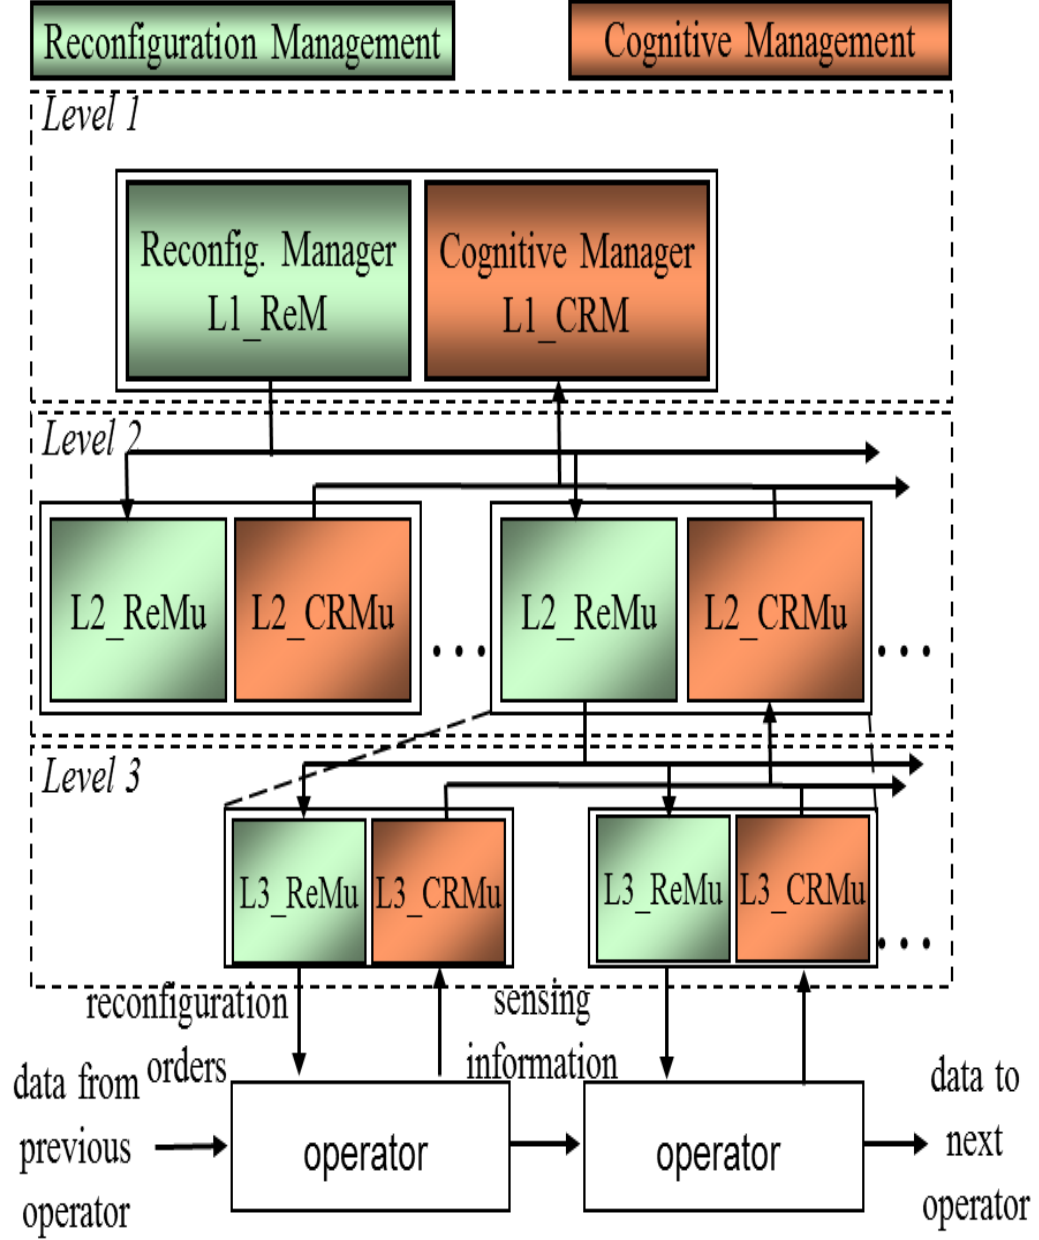 Reconfiguration Management
Cognitive Management
Level 1
Reconfig. Manager
L1_ReM
Cognitive Manager
L1_CRM
Level 2
L2_ReMu
L2_CRMu
. . .
L2_ReMu
L2_CRMu
. . .
Level 3
L3_ReMu
L3_CRMu
L3_ReMu
L3_CRMu
. . .
reconfiguration
orders
sensing
information
data from
previous
operator
operator
operator
data to
next
operator